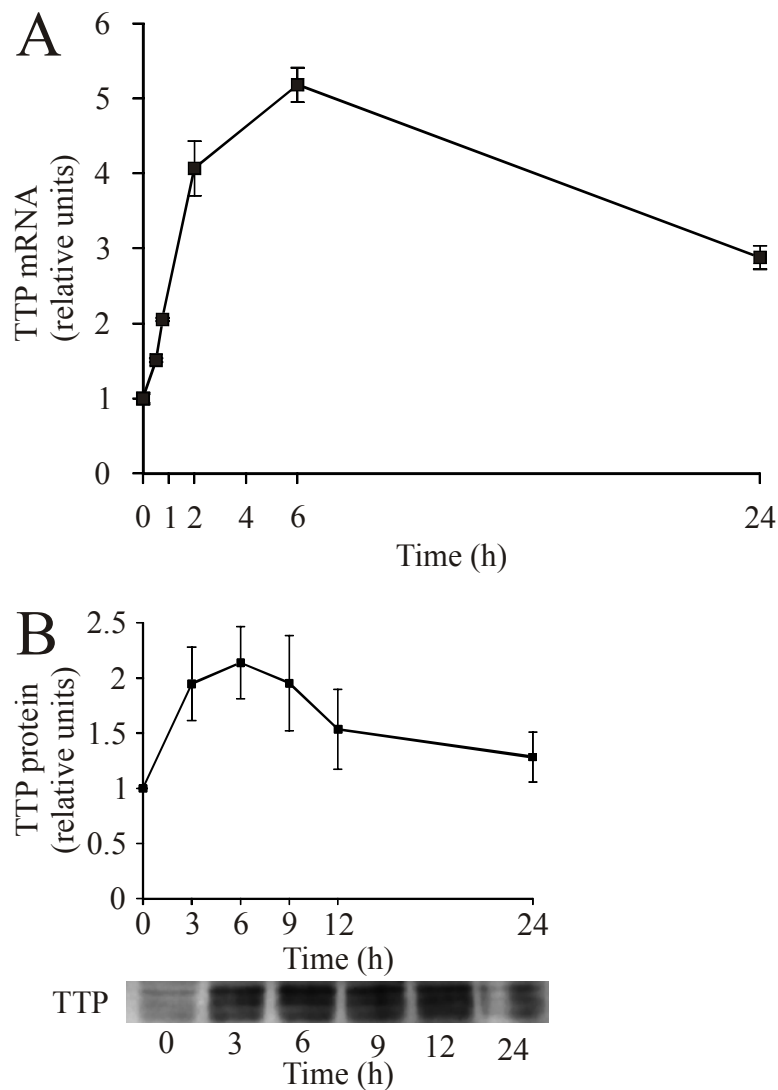 A
6
5
4
3
2
1
0
TTP mRNA
(relative units)
0 1 2 4 6 24
Time (h)
B
2.5
2
1.5
1
0.5
0
TTP protein
(relative units)
0 3 6 9 12 24
Time (h)
TTP
0 3 6 9 12 24
Time (h)